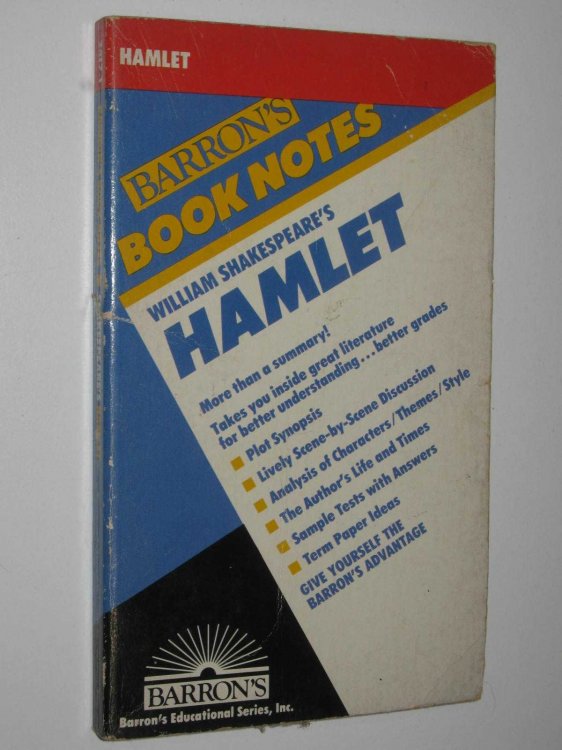 HAMLET
BARRON'S
BOOK NOTES
WILLIAM SHAKESPEARE'S
HAMLET
More than a summary!
Takes you inside great literature
for better understanding...better grades
Plot Synopsis
Lively Scene-by-Scene Discussion
Analysis of Characters/Themes/Style
The Author's Life and Times
Sample Tests with Answers
Term Paper Ideas
GIVE YOURSELF THE
BARRON'S ADVANTAGE
BARRON'S
Barron's Educational Series, Inc.